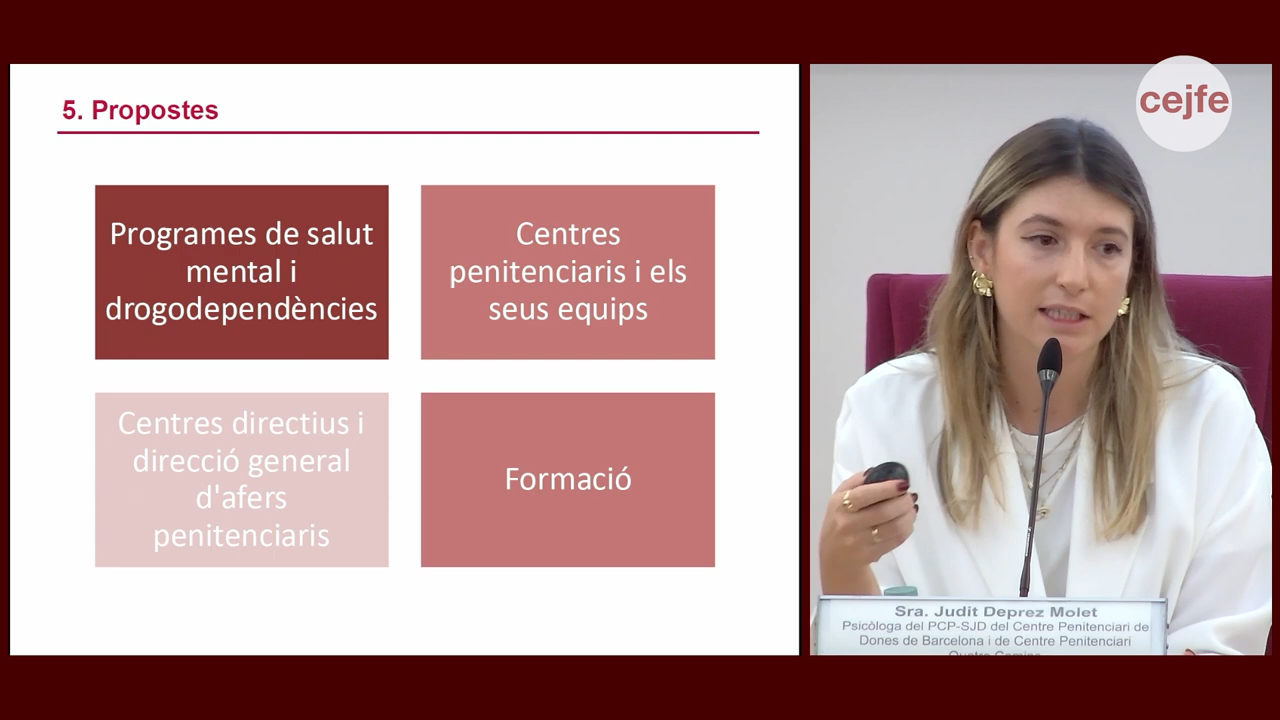 5. Propostes
Programes de salut
mental i
drogodependències
Centres
penitenciaris i els
seus equips
Centres directius i
direcció general
d'afers
penitenciaris
Formació
cejfe
Sra. Judit Deprez Molet
Psicòloga del PCP-SJD del Centre Penitenciari de
Dones de Barcelona i de Centre Penitenciari